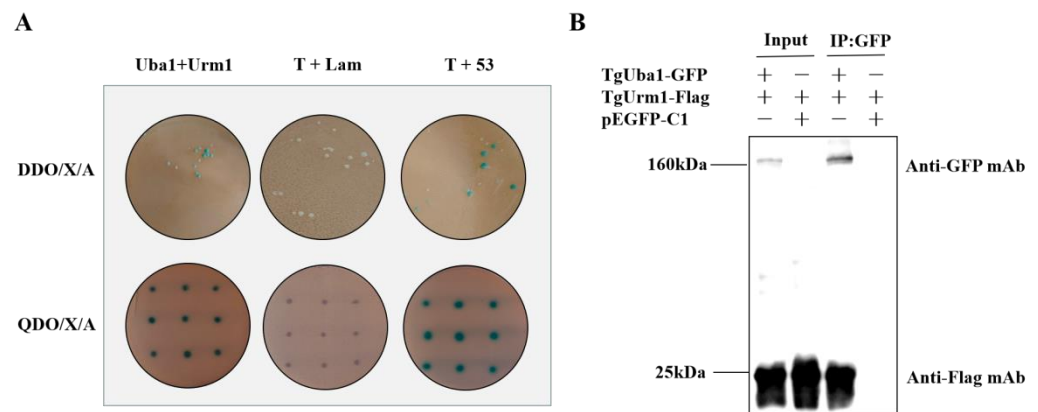 A
Uba1+Urm1 T + Lam T + 53
DDO/X/A
QDO/X/A
B
Input IP:GFP
TgUba1-GFP + − + −
TgUrm1-Flag + + + +
pEGFP-C1 − + − +
160kDa Anti-GFP mAb
25kDa Anti-Flag mAb